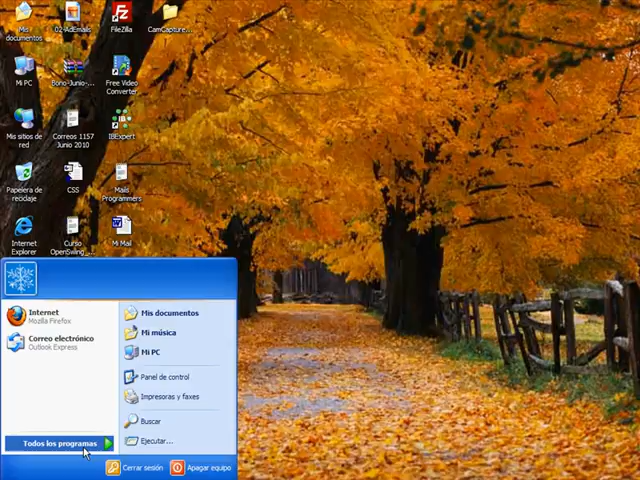 Mis
documentos
02-AdEmails
FileZilla
CamCapture...
Mi PC
Bono-Junio-...
Free Video
Converter
Mis sitios de
red
Correos 1157
Junio 2010
IBExpert
Papelera de
reciclaje
CSS
Mails
Programmers
Internet
Explorer
Curso
OpenSwing_...
Mi Mail
Internet
Mozilla Firefox
Correo electrónico
Outlook Express
Todos los programas
Mis documentos
Mi música
Mi PC
Panel de control
Impresoras y faxes
Buscar
Ejecutar...
Cerrar sesión
Apagar equipo